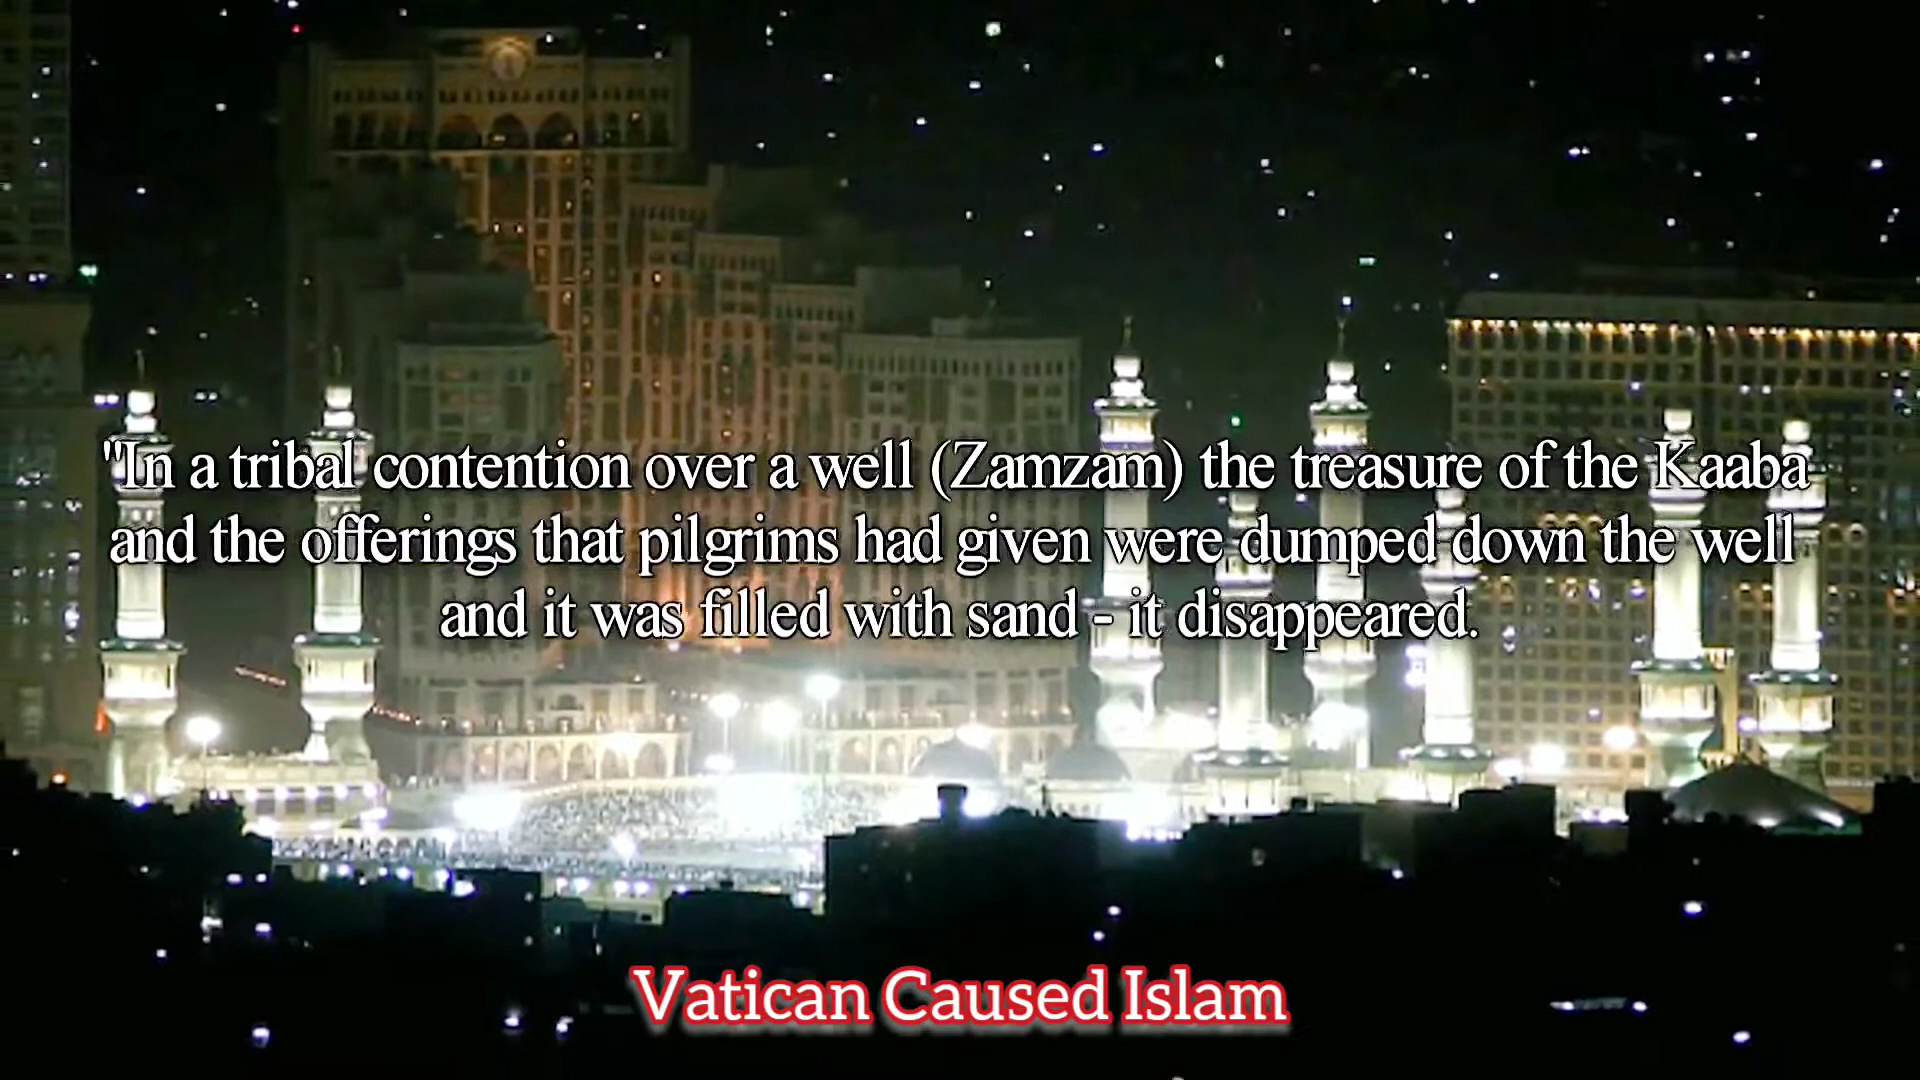 "In a tribal contention over a well (Zamzam) the treasure of the Kaaba
and the offerings that pilgrims had given were dumped down the well
and it was filled with sand - it disappeared.
Vatican Caused Islam